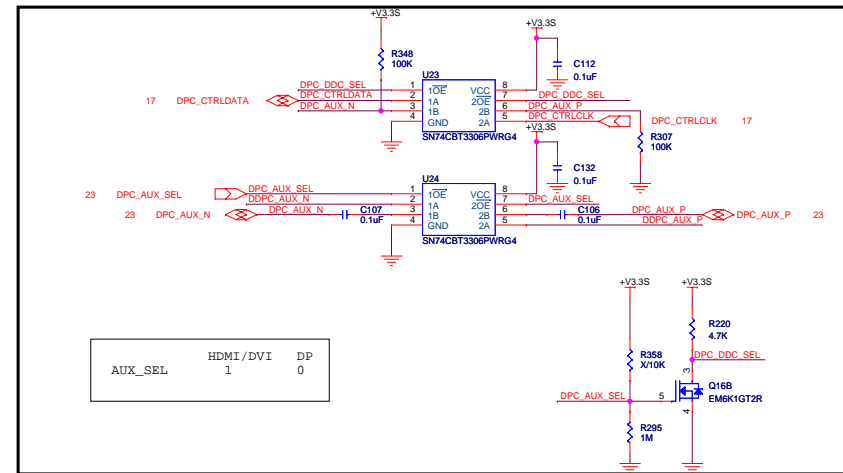 +V3.3S
+V3.3S
R348
100K
C112
0.1uF
U23
DPC_DDC_SEL 1 1OE VCC 8
17 DPC_CTRLDATA DPC_CTRLDATA 2 1A 2OE 7 DPC_DDC_SEL
DPC_AUX_N 3 1B 2B 6 DPC_AUX_P
4 GND 2A 5 DPC_CTRLCLK DPC_CTRLCLK 17
SN74CBT3306PWRG4
+V3.3S
R307
100K
C132
0.1uF
U24
23 DPC_AUX_SEL DPC_AUX_SEL 1 1OE VCC 8
DDPC_AUX_N 2 1A 2OE 7 DPC_AUX_SEL
23 DPC_AUX_N DPC_AUX_N C107 3 1B 2B 6 C106 DPC_AUX_P DPC_AUX_P 23
0.1uF 4 GND 2A 5 0.1uF DDPC_AUX_P
SN74CBT3306PWRG4
+V3.3S
+V3.3S
R220
4.7K
R358
X/10K
DPC_DDC_SEL
3
Q16B
EM6K1GT2R
DPC_AUX_SEL
5
4
R295
1M
HDMI/DVI DP
AUX_SEL 1 0